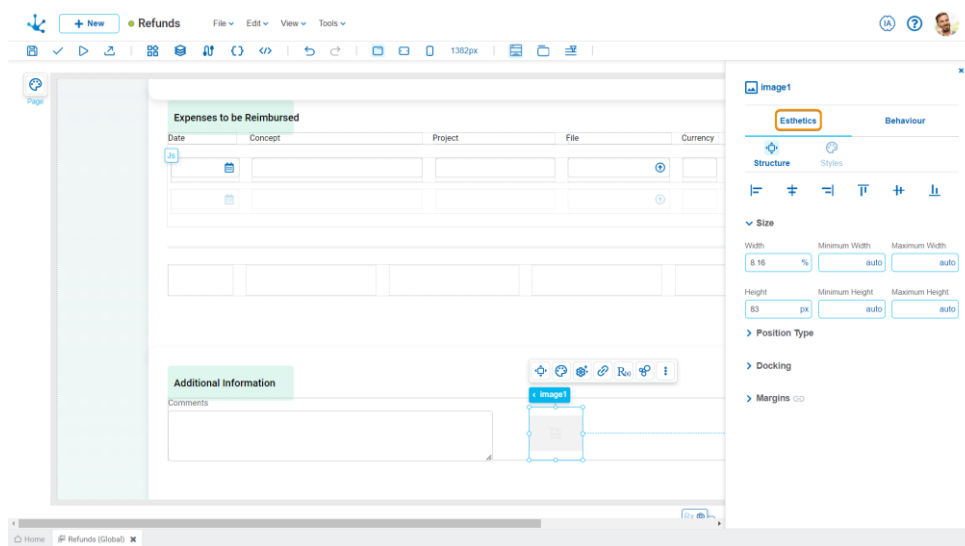 + New
Refunds
File
Edit
View
Tools
IA
?
1382px
Page
image1
Expenses to be Reimbursed
Date
Concept
Project
File
Currency
Js
Esthetics
Behaviour
Structure
Styles
Size
Width
Minimum Width
Maximum Width
8.16 %
auto
auto
Height
Minimum Height
Maximum Height
83 px
auto
auto
Position Type
Docking
Margins
Additional Information
R(x)
< image1
Comments
Rx
Home
Refunds (Global)